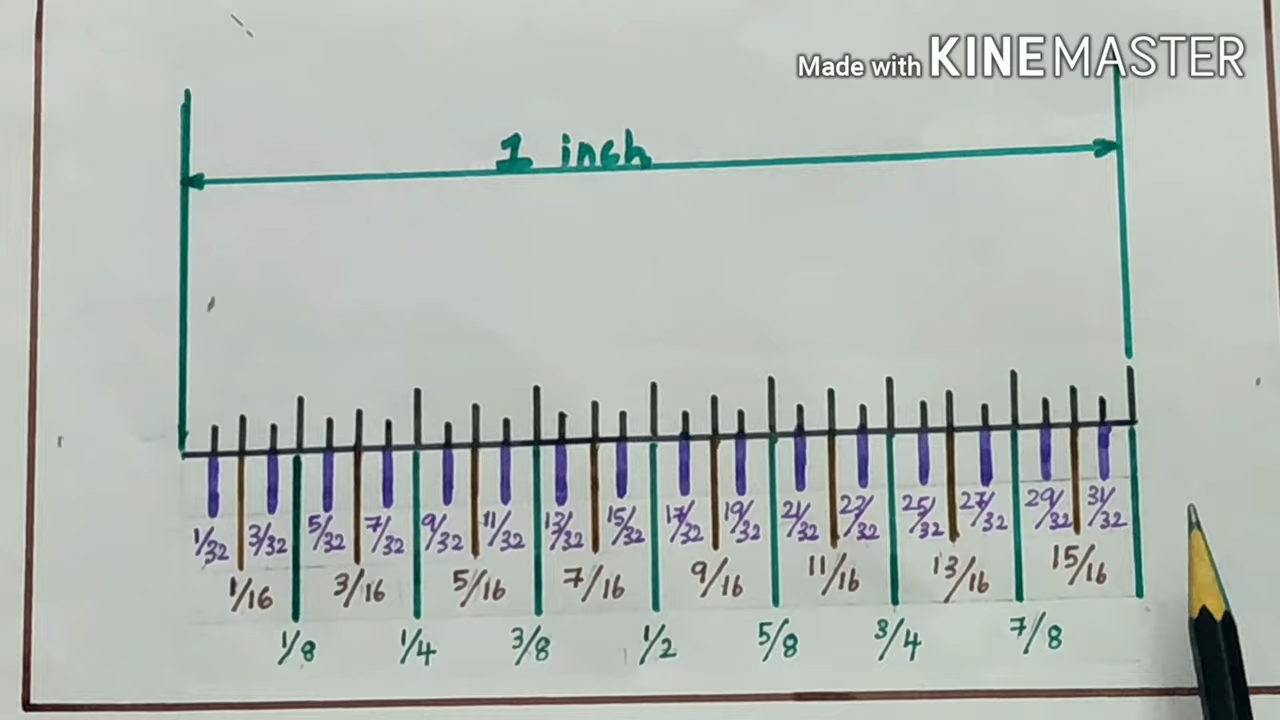 Made with KINEMASTER
1 inch
1/32 3/32 5/32 7/32 9/32 11/32 13/32 15/32 17/32 19/32 21/32 23/32 25/32 27/32 29/32 31/32
1/16 3/16 5/16 7/16 9/16 11/16 13/16 15/16
1/8 1/4 3/8 1/2 5/8 3/4 7/8